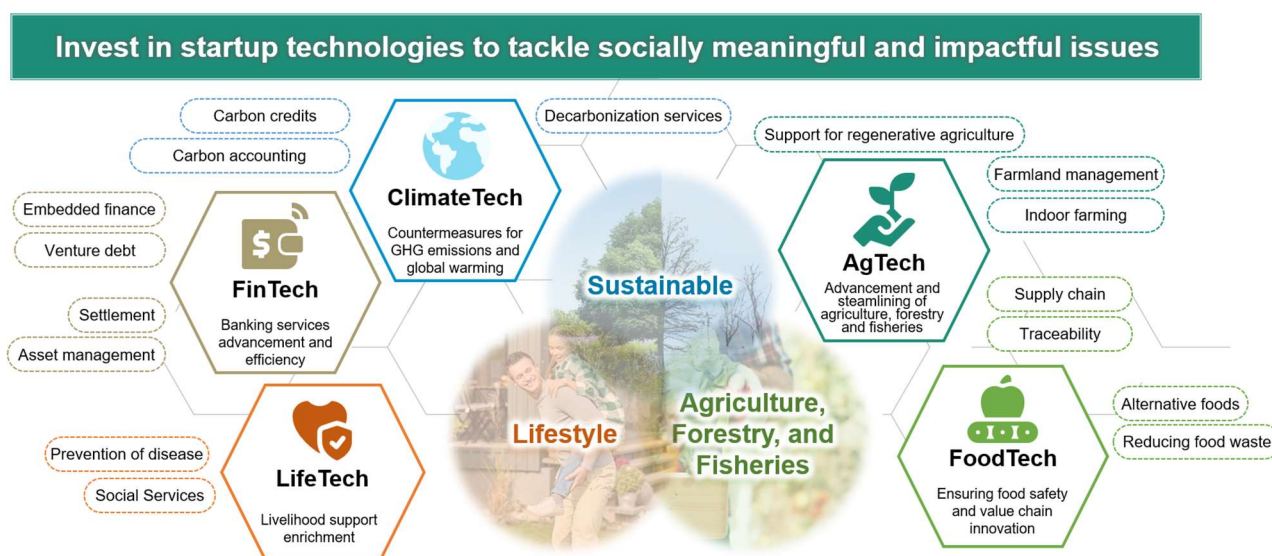 Invest in startup technologies to tackle socially meaningful and impactful issues
Carbon credits
Carbon accounting
Decarbonization services
ClimateTech
Countermeasures for
GHG emissions and
global warming
Support for regenerative agriculture
Farmland management
Indoor farming
AgTech
Advancement and
steamlining of
agriculture, forestry
and fisheries
Embedded finance
Venture debt
Settlement
Asset management
$
FinTech
Banking services
advancement and
efficiency
Sustainable
Lifestyle
Agriculture,
Forestry, and
Fisheries
Supply chain
Traceability
Alternative foods
Reducing food waste
FoodTech
Ensuring food safety
and value chain
innovation
Prevention of disease
Social Services
LifeTech
Livelihood support
enrichment